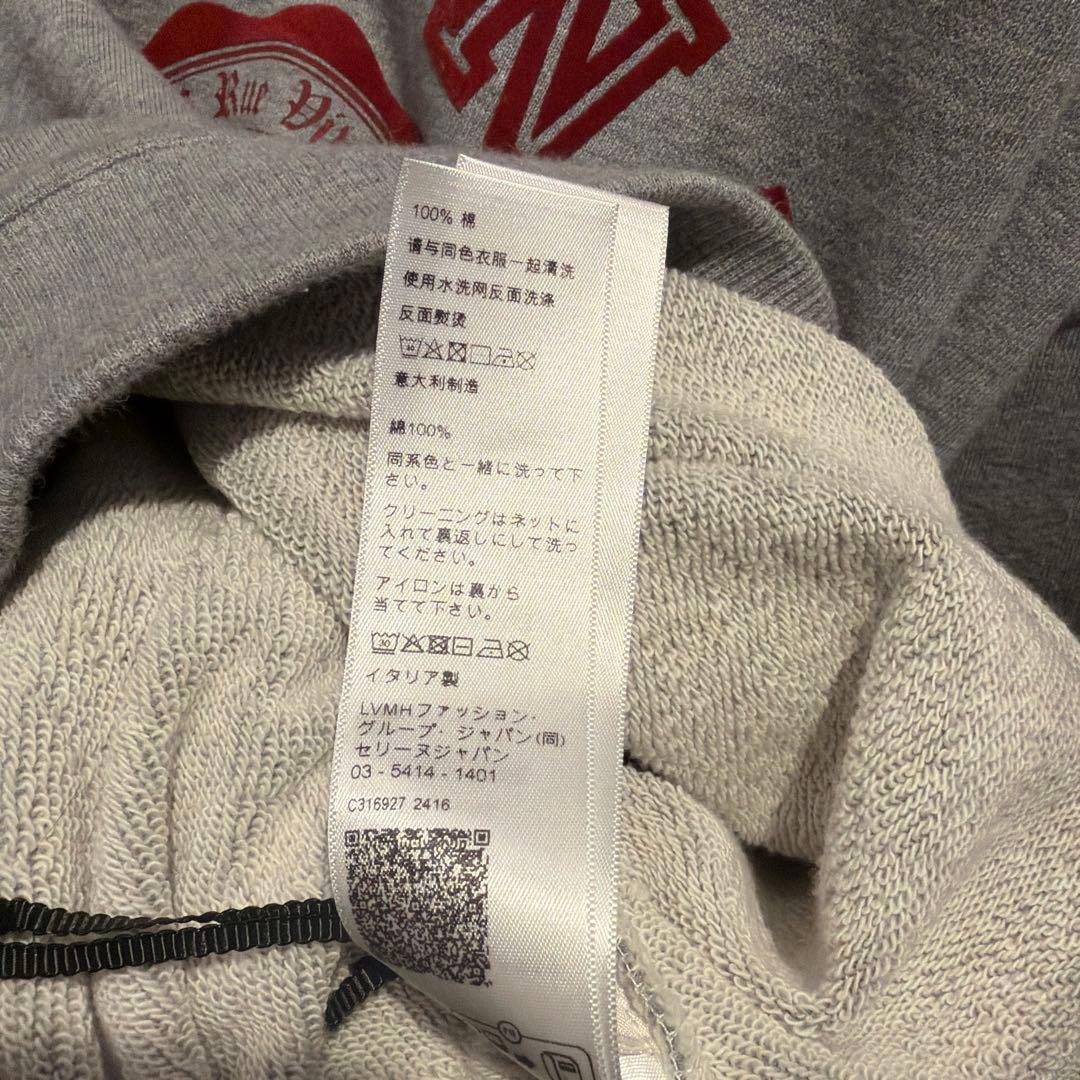 Rue
N
100% 棉
请与同色衣服一起清洗
使用水洗网反面洗涤
反面熨烫
意大利制造
綿100%
同系色と一緒に洗って下
さい。
クリーニングはネットに
入れて裏返しにして洗っ
てください。
アイロンは裏から
当てて下さい。
30
イタリア製
LVMHファッション・
グループ・ジャパン(同)
セリーヌジャパン
03 - 5414 - 1401
C316927 2416